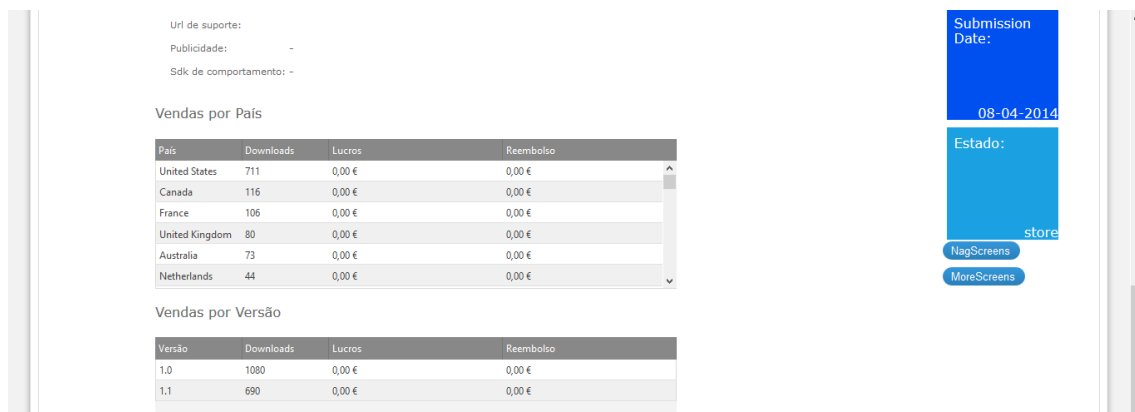 Url de suporte:
Publicidade: -
Sdk de comportamento: -
Vendas por País
País Downloads Lucros Reembolso
United States 711 0,00 € 0,00 €
Canada 116 0,00 € 0,00 €
France 106 0,00 € 0,00 €
United Kingdom 80 0,00 € 0,00 €
Australia 73 0,00 € 0,00 €
Netherlands 44 0,00 € 0,00 €
Vendas por Versão
Versão Downloads Lucros Reembolso
1.0 1080 0,00 € 0,00 €
1.1 690 0,00 € 0,00 €
Submission
Date:
08-04-2014
Estado:
store
NagScreens
MoreScreens